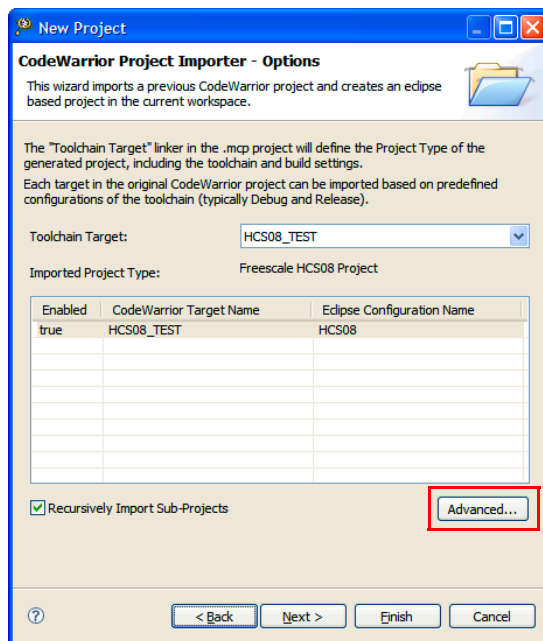 New Project
CodeWarrior Project Importer - Options
This wizard imports a previous CodeWarrior project and creates an eclipse
based project in the current workspace.
The "Toolchain Target" linker in the .mcp project will define the Project Type of the
generated project, including the toolchain and build settings.
Each target in the original CodeWarrior project can be imported based on predefined
configurations of the toolchain (typically Debug and Release).
Toolchain Target: HCS08_TEST
Imported Project Type: Freescale HCS08 Project
Enabled CodeWarrior Target Name Eclipse Configuration Name
true HCS08_TEST HCS08
Recursively Import Sub-Projects Advanced...
? < Back Next > Finish Cancel